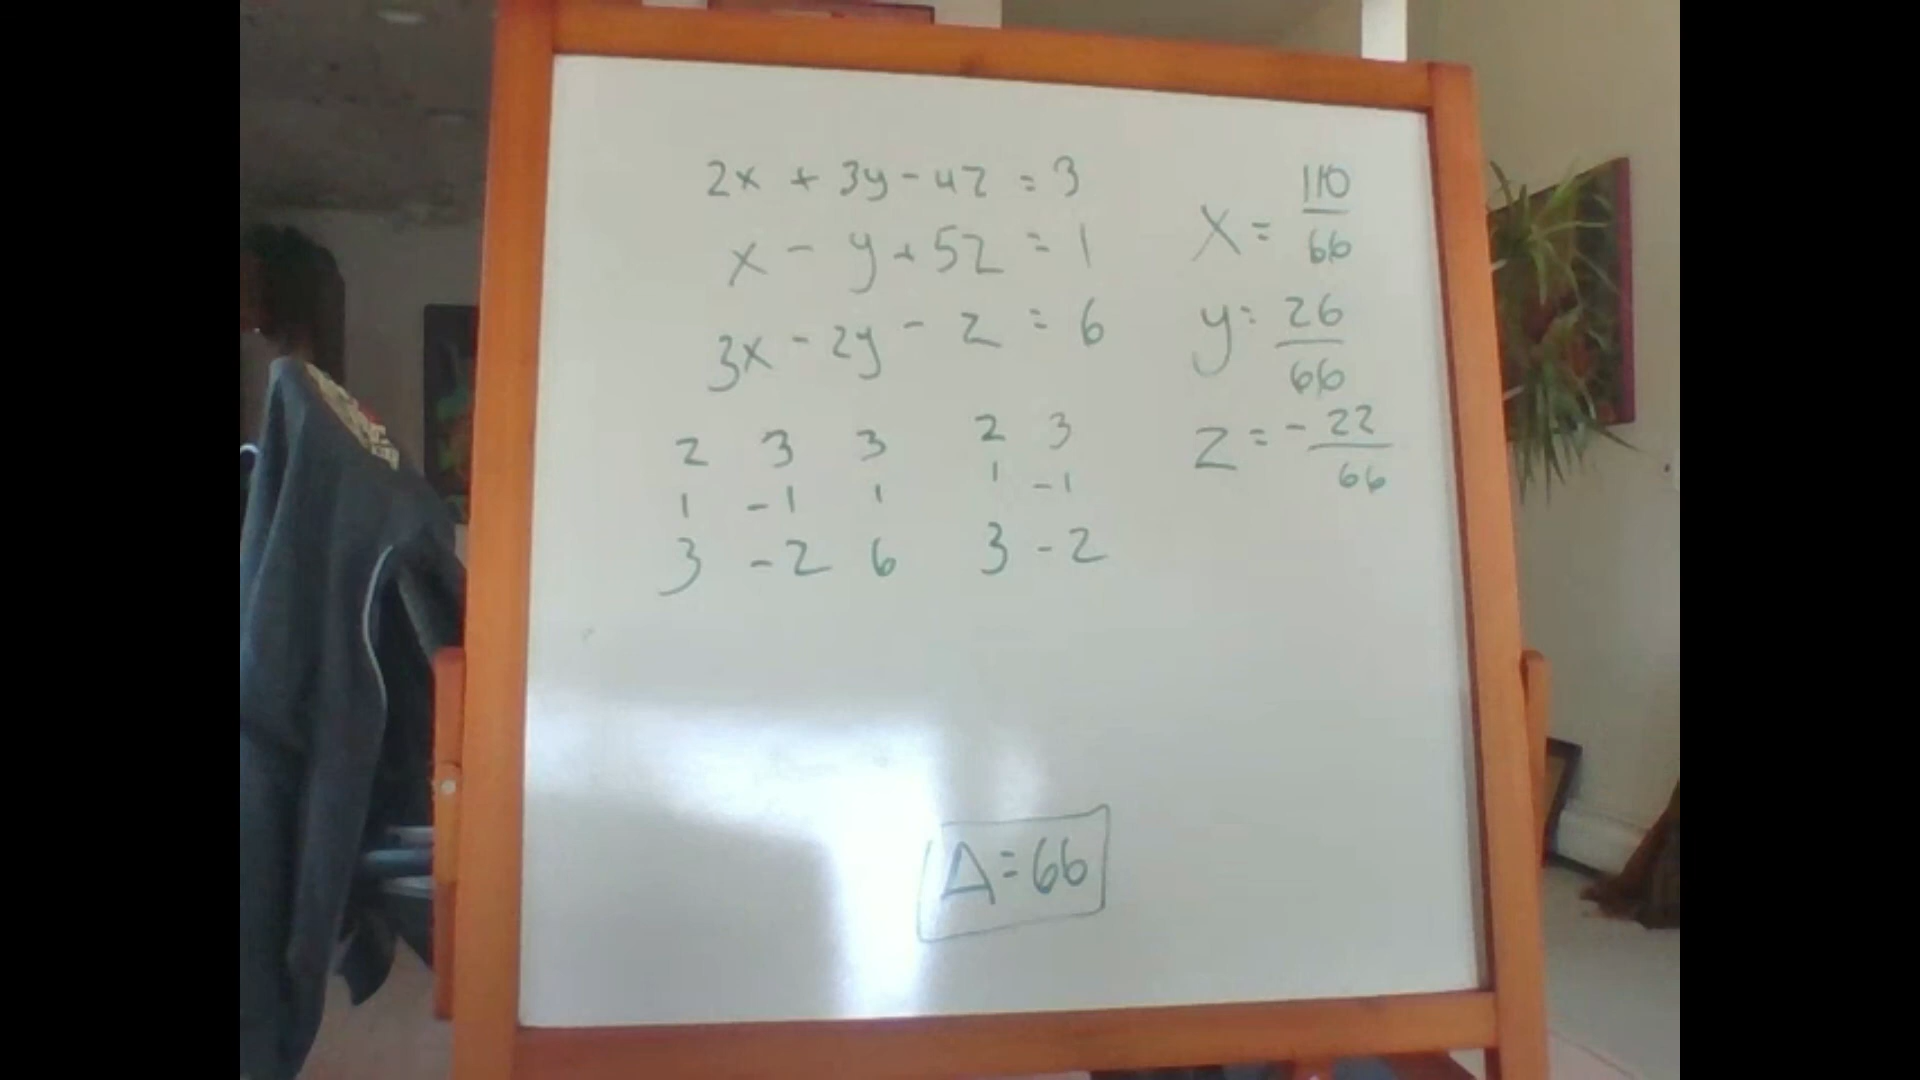 2x + 3y - 4z = 3
x - y + 5z = 1
3x - 2y - z = 6
x = 110/66
y = 26/66
z = - 22/66
2 3 3 2 3
1 -1 1 1 -1
3 -2 6 3 -2
Δ = 66